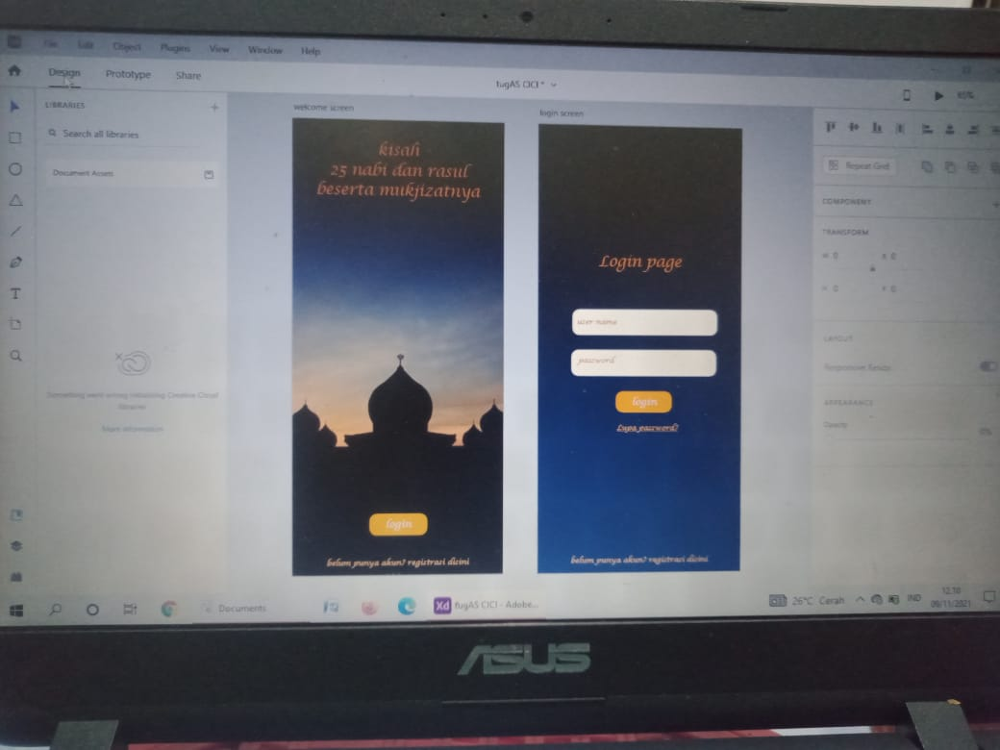 File Edit Object Plugins View Window Help
Design Prototype Share
tugAS CICI *
65%
LIBRARIES
Search all libraries
Document Assets
Something went wrong initializing Creative Cloud
libraries
More information
welcome screen
kisah
25 nabi dan rasul
beserta mukjizatnya
login
belum punya akun? registrasi disini
login screen
Login page
user name
password
login
Lupa password?
belum punya akun? registrasi disini
Repeat Grid
COMPONENT
TRANSFORM
W 0 X 0
H 0 Y 0
LAYOUT
Responsive Resize
APPEARANCE
Opacity
Documents
Xd tugAS CICI - Adobe...
26°C Cerah
IND
12.10
09/11/2021
ASUS